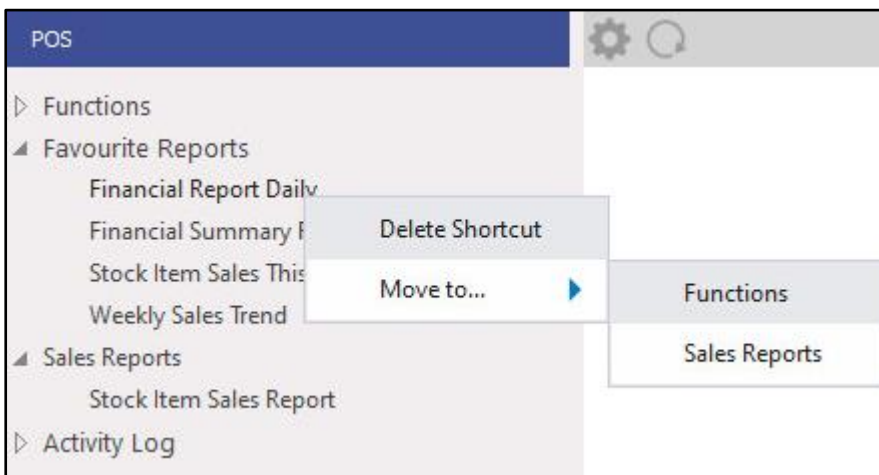 POS
Functions
Favourite Reports
Financial Report Daily
Financial Summary
Stock Item Sales This
Weekly Sales Trend
Sales Reports
Stock Item Sales Report
Activity Log
Delete Shortcut
Move to...
Functions
Sales Reports